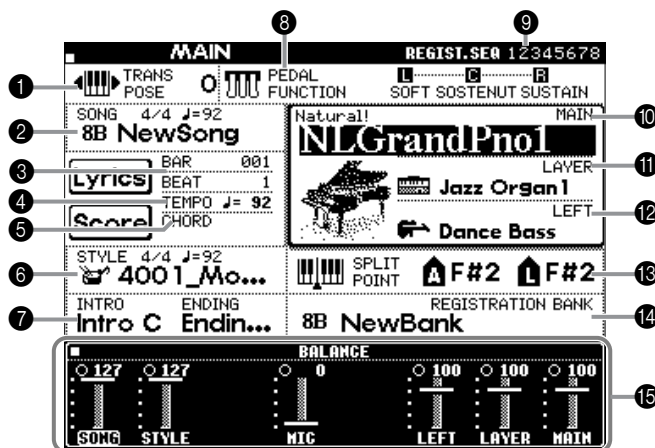 8 9
MAIN REGIST.SEQ 12345678
1 TRANS POSE 0 PEDAL FUNCTION L C R
SOFT SOSTENUT SUSTAIN
SONG 4/4 ♩=92
2 8B NewSong
Natural! MAIN 10
NLGrandPno1
3 Lyrics BAR 001
BEAT 1
LAYER 11
Jazz Organ1
4 TEMPO ♩= 92
5 Score CHORD
LEFT 12
Dance Bass
STYLE 4/4 ♩=92
6 4001_Mo...
SPLIT POINT A F#2 L F#2 13
INTRO ENDING
7 Intro C Endin...
REGISTRATION BANK 14
8B NewBank
BALANCE
127 127 0 100 100 100
15
SONG STYLE MIC LEFT LAYER MAIN